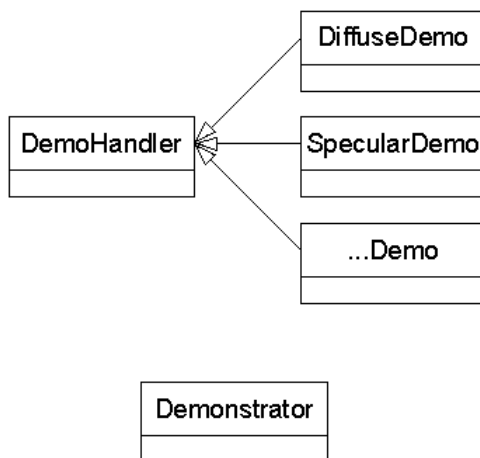 DiffuseDemo
DemoHandler
SpecularDemo
...Demo
Demonstrator